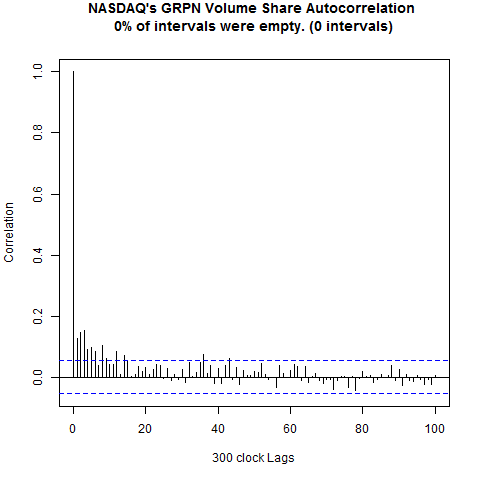 NASDAQ's GRPN Volume Share Autocorrelation
0% of intervals were empty. (0 intervals)
Correlation
1.0
0.8
0.6
0.4
0.2
0.0
0 20 40 60 80 100
300 clock Lags